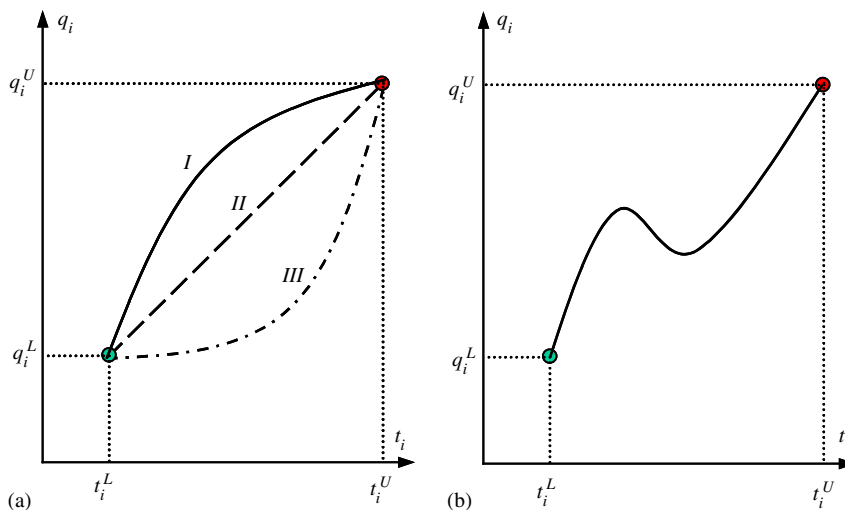 q_i^U
q_i
I
II
III
q_i^L
t_i
t_i^L
t_i^U
(a)
q_i
q_i^U
q_i^L
t
t_i^L
t_i^U
(b)